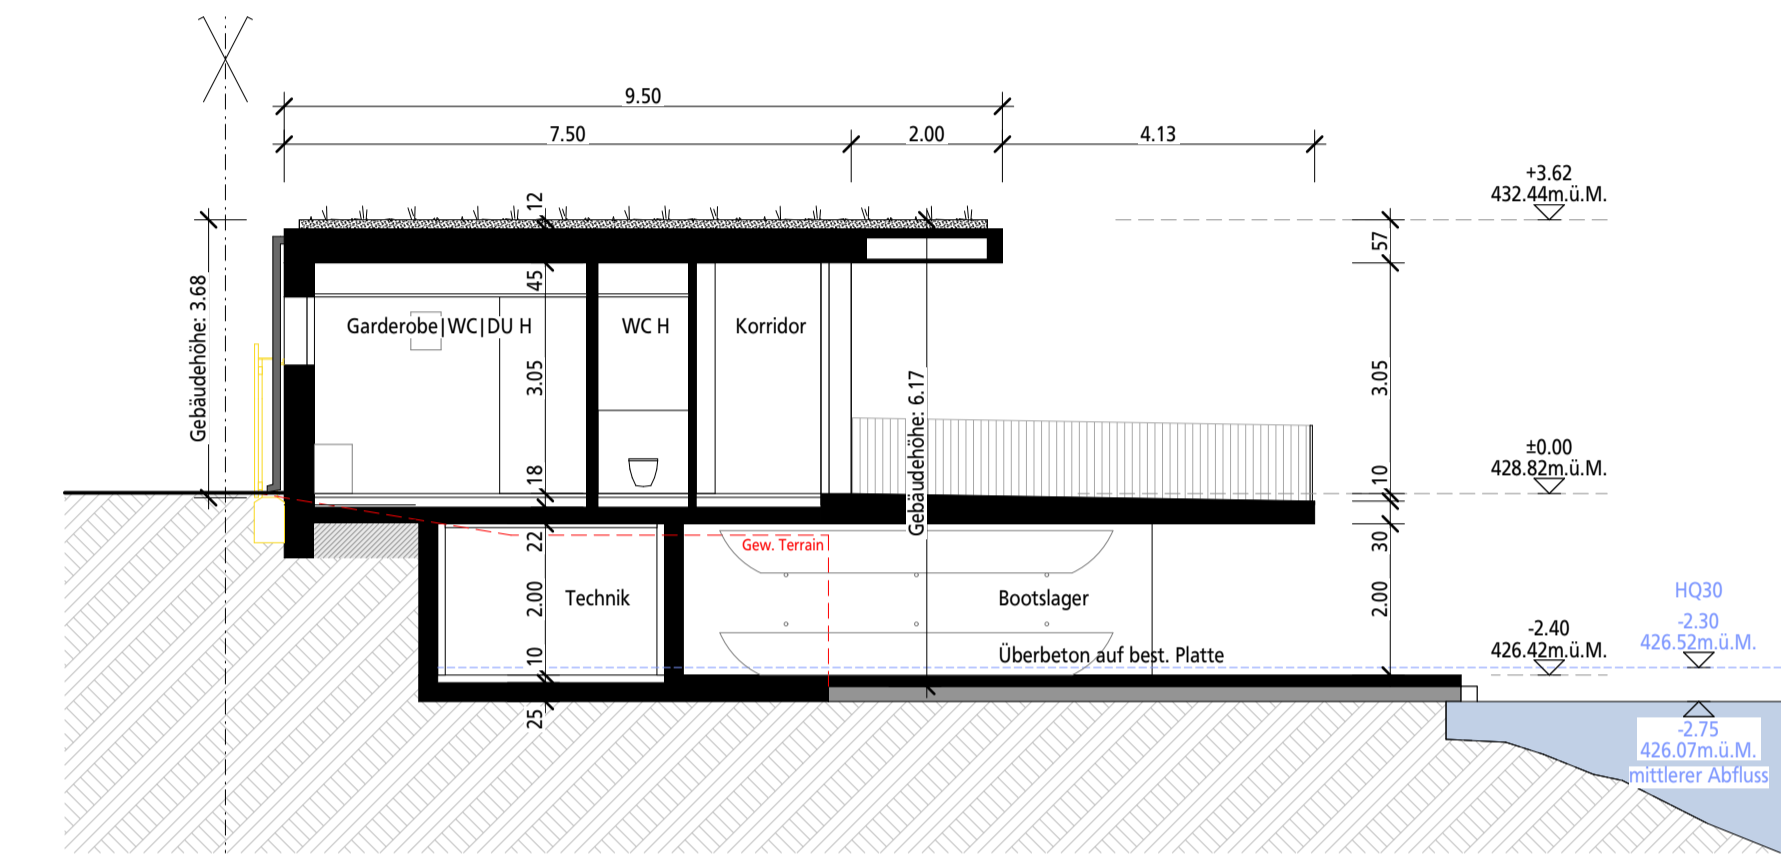 9.50
7.50
2.00
4.13
+3.62
432.44m.ü.M.
12
57
45
Gebäudehöhe: 3.68
Garderobe|WC|DU H
WC H
Korridor
3.05
3.05
Gebäudehöhe: 6.17
±0.00
428.82m.ü.M.
18
10
22
Gew. Terrain
30
2.00
Technik
Bootslager
2.00
HQ30
-2.30
426.52m.ü.M.
-2.40
426.42m.ü.M.
10
Überbeton auf best. Platte
25
-2.75
426.07m.ü.M.
mittlerer Abfluss